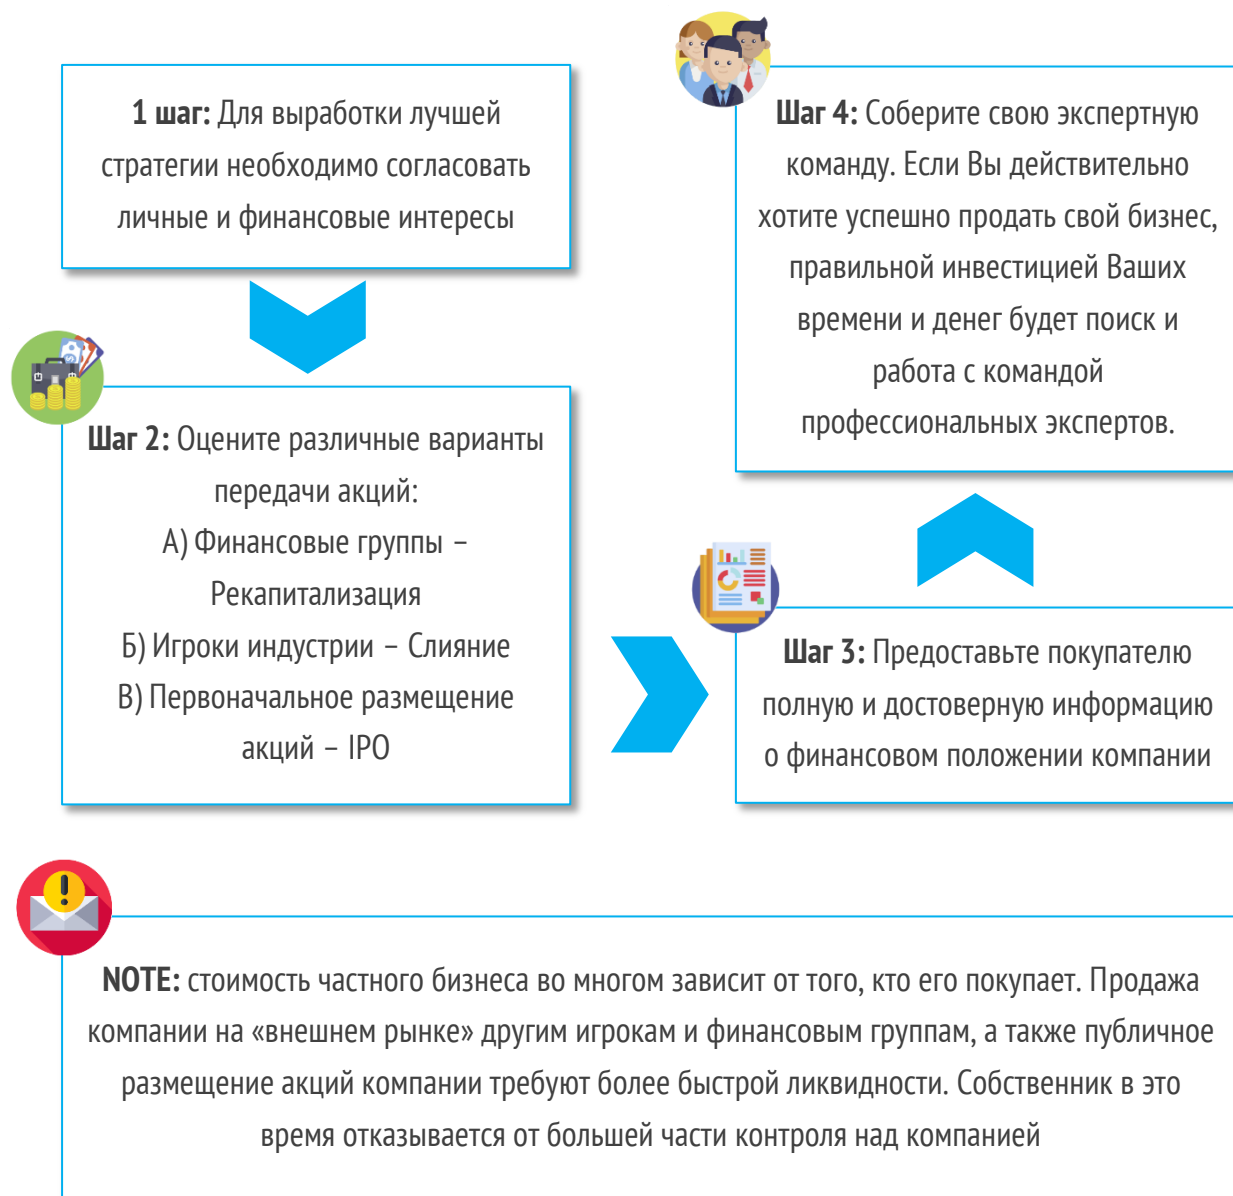 1 шаг: Для выработки лучшей
стратегии необходимо согласовать
личные и финансовые интересы
Шаг 2: Оцените различные варианты
передачи акций:
А) Финансовые группы –
Рекапитализация
Б) Игроки индустрии – Слияние
В) Первоначальное размещение
акций – IPO
Шаг 3: Предоставьте покупателю
полную и достоверную информацию
о финансовом положении компании
Шаг 4: Соберите свою экспертную
команду. Если Вы действительно
хотите успешно продать свой бизнес,
правильной инвестицией Ваших
времени и денег будет поиск и
работа с командой
профессиональных экспертов.
NOTE: стоимость частного бизнеса во многом зависит от того, кто его покупает. Продажа
компании на «внешнем рынке» другим игрокам и финансовым группам, а также публичное
размещение акций компании требуют более быстрой ликвидности. Собственник в это
время отказывается от большей части контроля над компанией